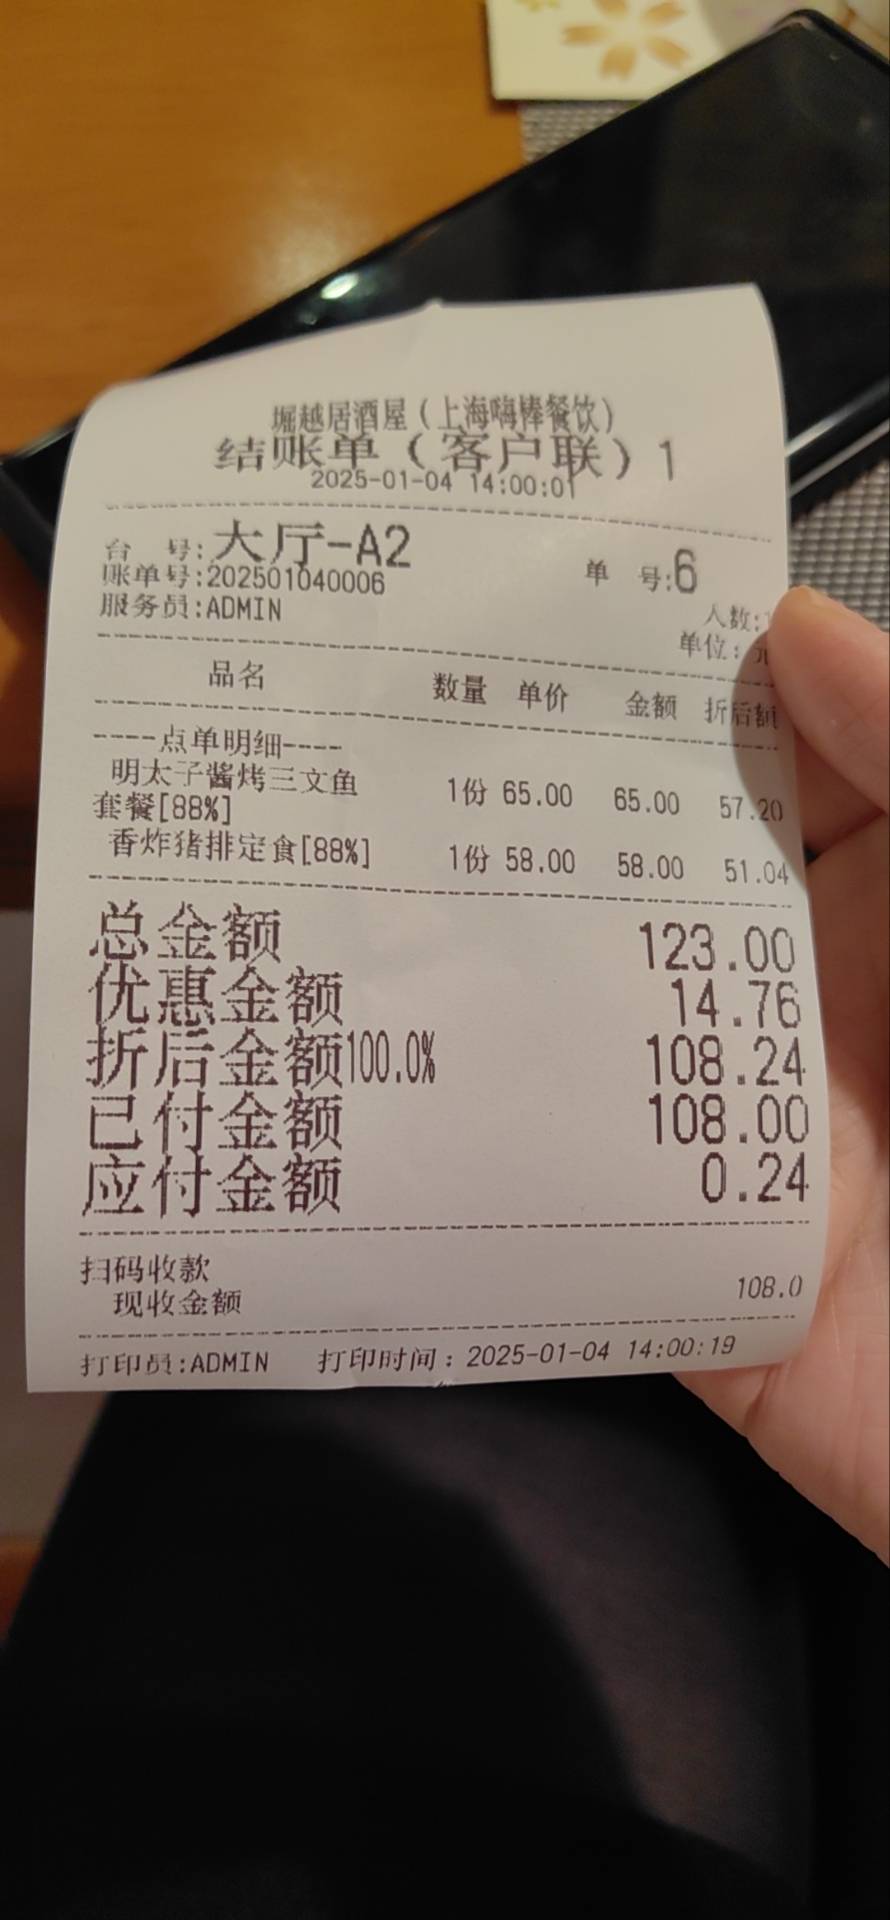 堀越居酒屋(上海嗨棒餐饮)
结账单(客户联)1
2025-01-04 14:00:01
台 号:大厅-A2 单 号:6
账单号:202501040006
服务员:ADMIN 人数:
单位:元
品名 数量 单价 金额 折后额
----点单明细----
明太子酱烤三文鱼 1份 65.00 65.00 57.20
套餐[88%]
香炸猪排定食[88%] 1份 58.00 58.00 51.04
总金额 123.00
优惠金额 14.76
折后金额100.0% 108.24
已付金额 108.00
应付金额 0.24
扫码收款
现收金额 108.0
打印员:ADMIN 打印时间:2025-01-04 14:00:19